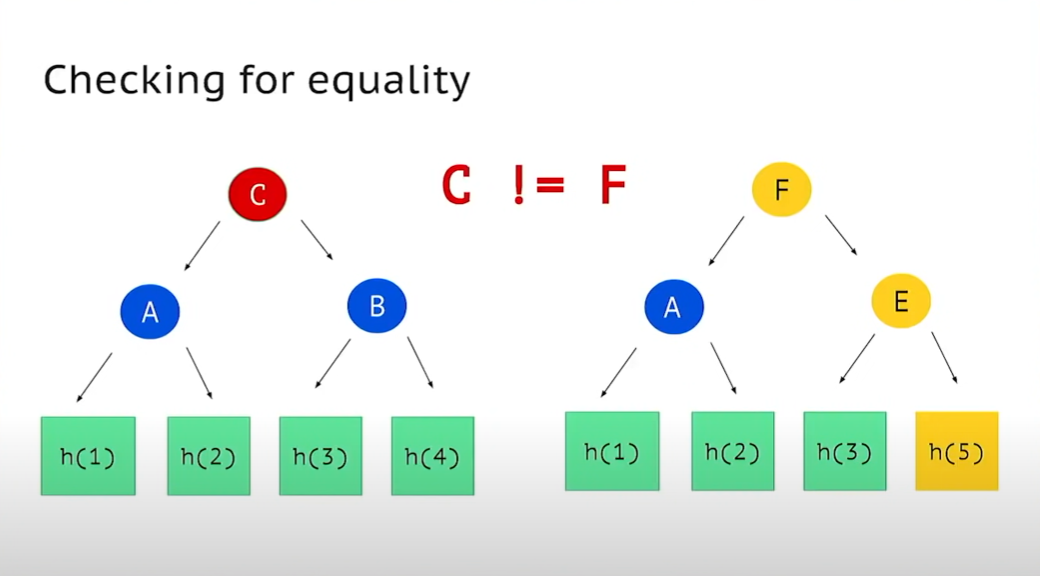 Checking for equality
C != F
C
F
A
B
A
E
h(1) h(2) h(3) h(4)
h(1) h(2) h(3) h(5)